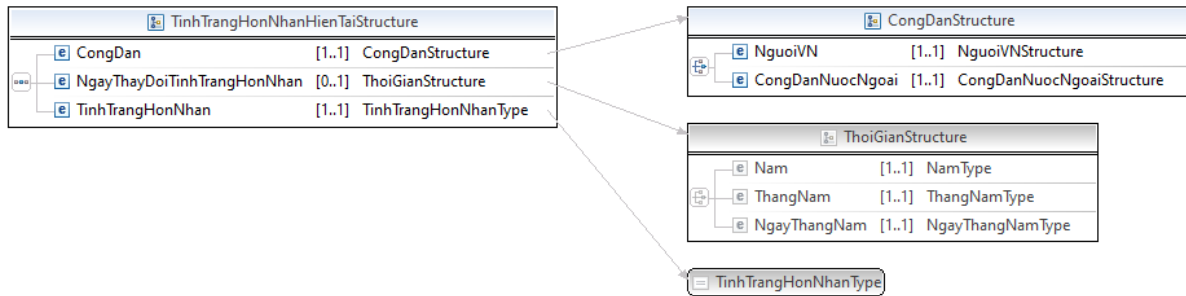 TinhTrangHonNhanHienTaiStructure
CongDan [1..1] CongDanStructure
NgayThayDoiTinhTrangHonNhan [0..1] ThoiGianStructure
TinhTrangHonNhan [1..1] TinhTrangHonNhanType
CongDanStructure
NguoiVN [1..1] NguoiVNStructure
CongDanNuocNgoai [1..1] CongDanNuocNgoaiStructure
ThoiGianStructure
Nam [1..1] NamType
ThangNam [1..1] ThangNamType
NgayThangNam [1..1] NgayThangNamType
TinhTrangHonNhanType